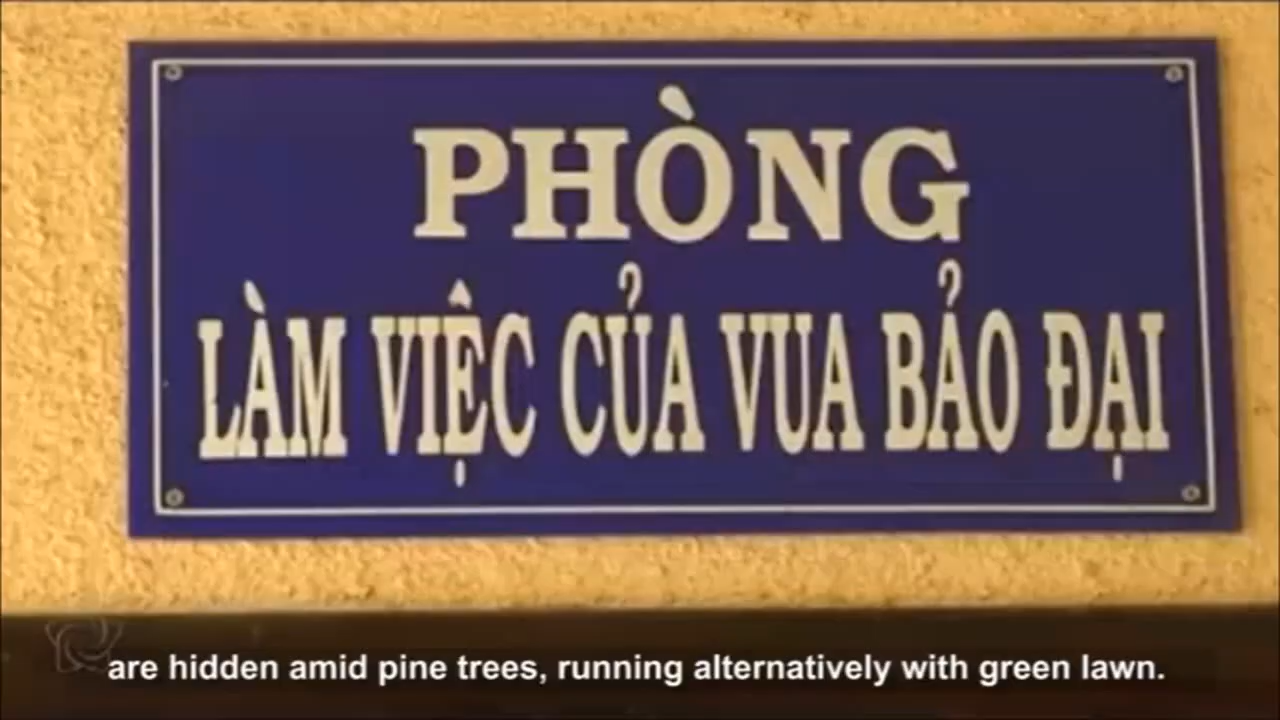 PHÒNG
LÀM VIỆC CỦA VUA BẢO ĐẠI
are hidden amid pine trees, running alternatively with green lawn.